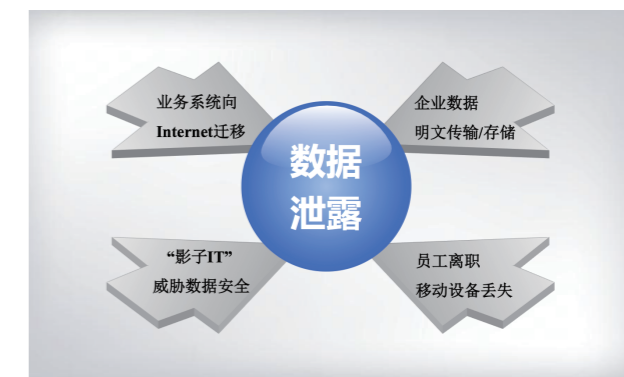 业务系统向
Internet迁移
企业数据
明文传输/存储
数据
泄露
“影子IT”
威胁数据安全
员工离职
移动设备丢失